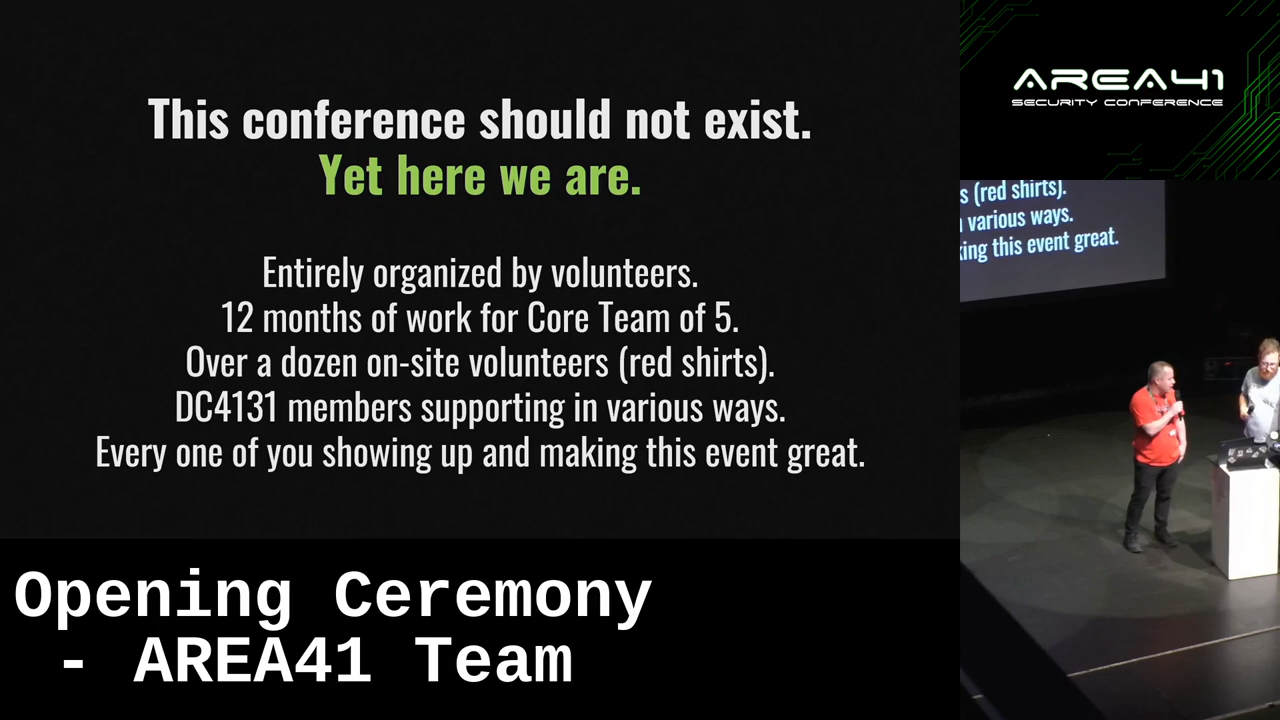 This conference should not exist.
Yet here we are.
Entirely organized by volunteers.
12 months of work for Core Team of 5.
Over a dozen on-site volunteers (red shirts).
DC4131 members supporting in various ways.
Every one of you showing up and making this event great.
AREA41
SECURITY CONFERENCE
s (red shirts).
various ways.
king this event great.
Opening Ceremony
- AREA41 Team